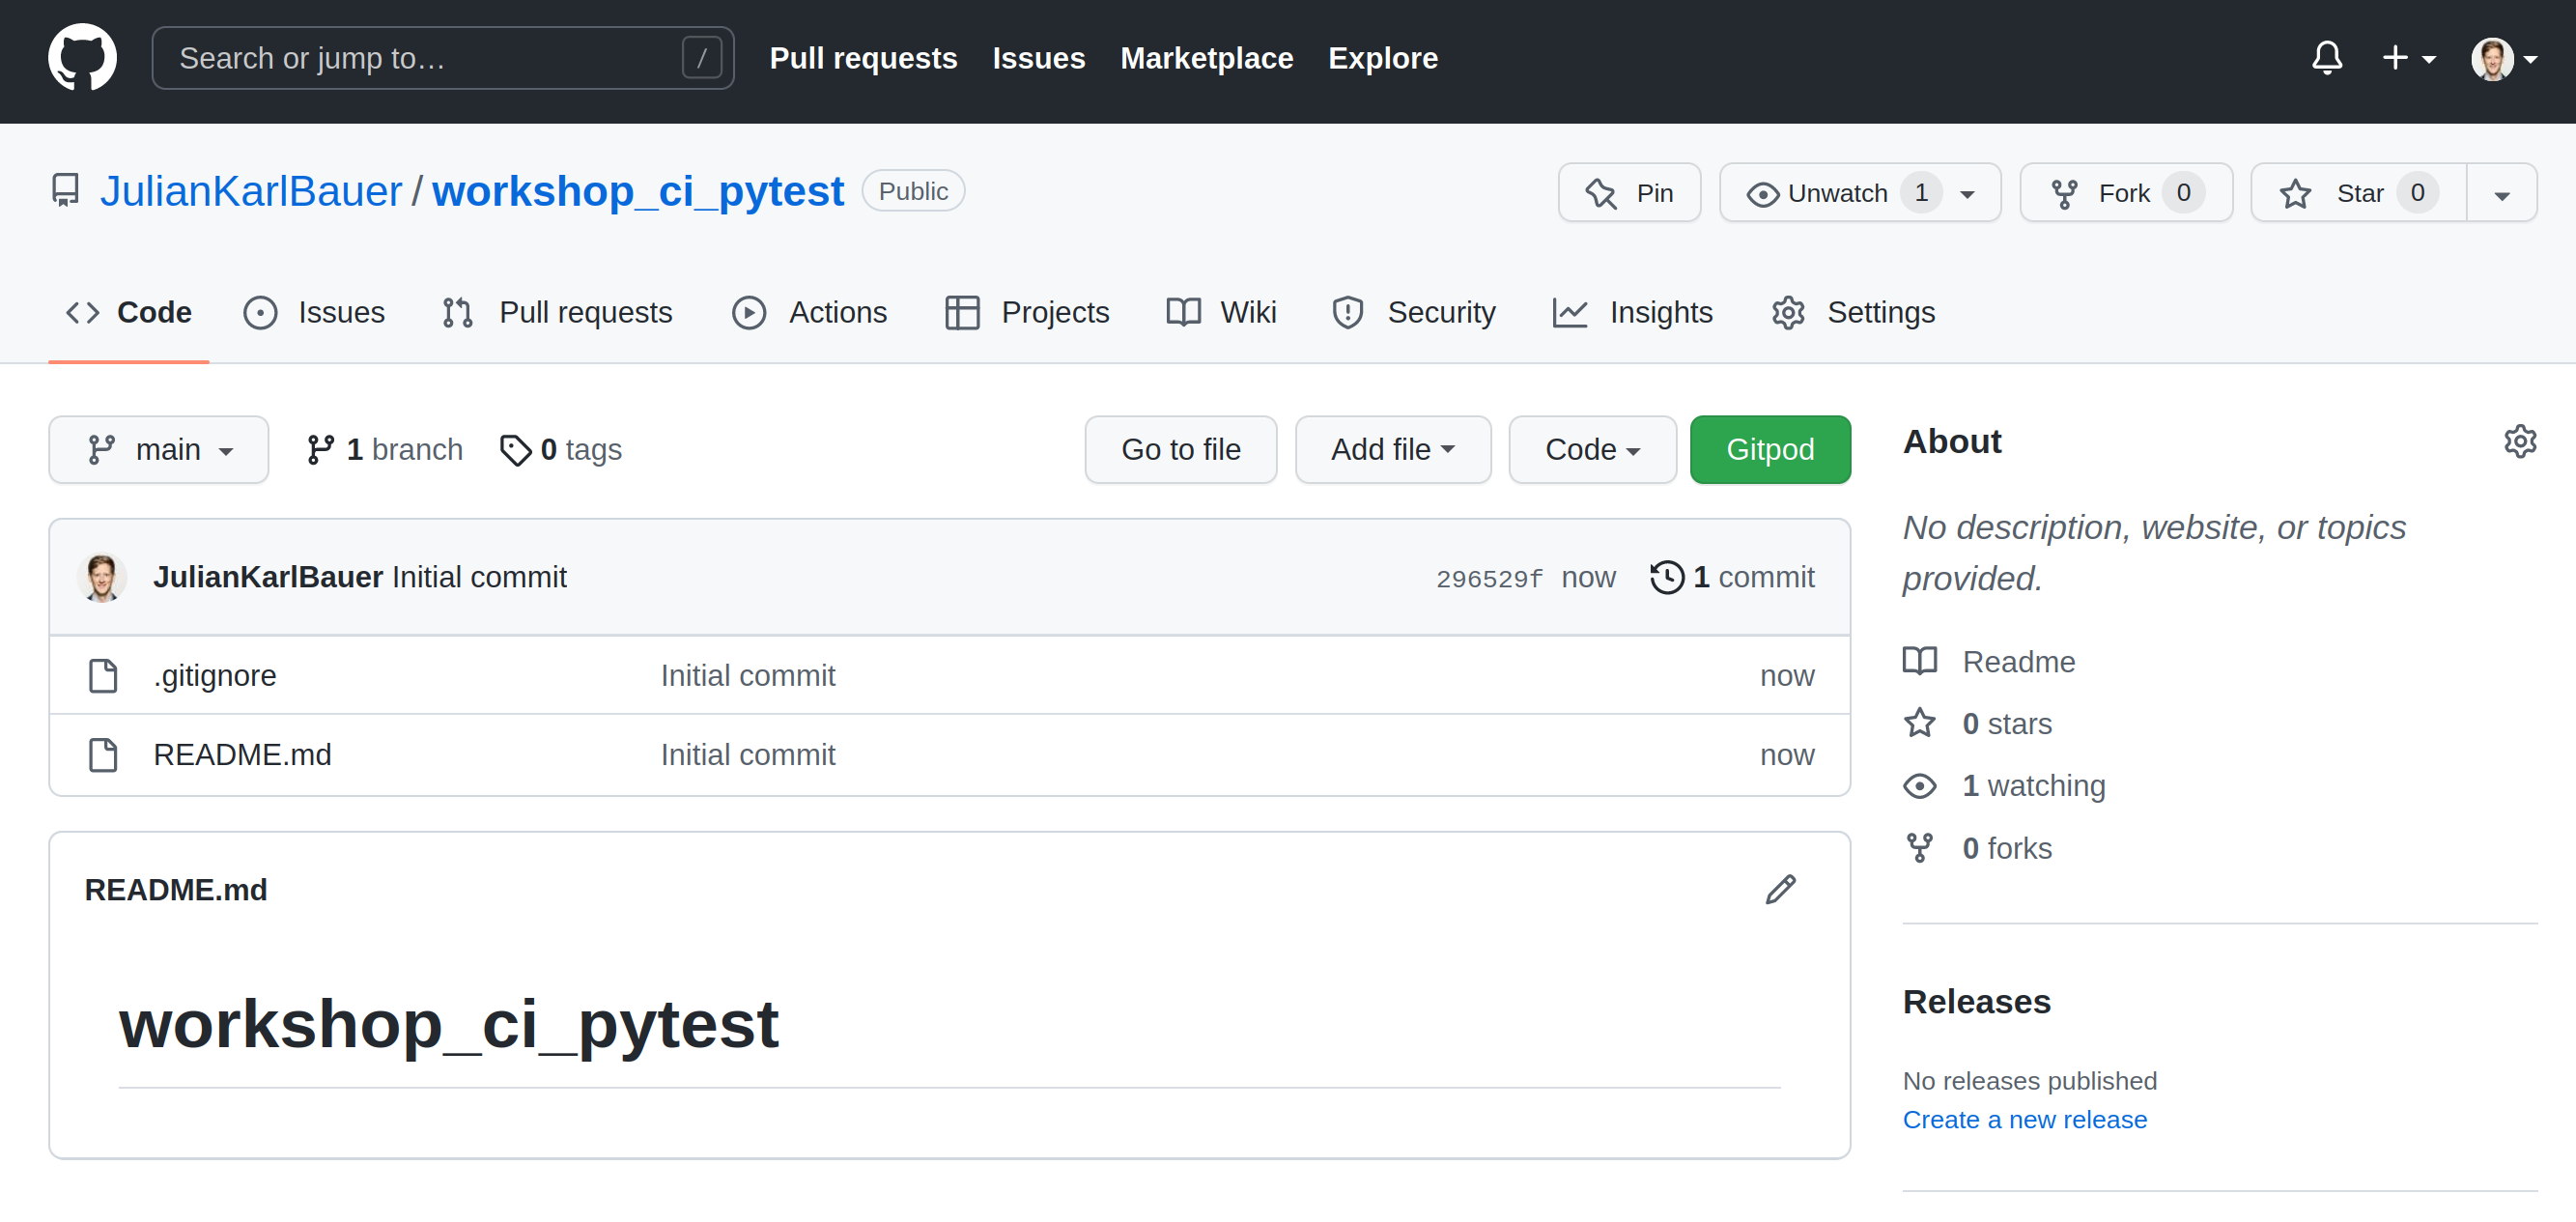 Search or jump to… / Pull requests Issues Marketplace Explore
JulianKarlBauer / workshop_ci_pytest Public Pin Unwatch 1 Fork 0 Star 0
Code Issues Pull requests Actions Projects Wiki Security Insights Settings
main 1 branch 0 tags Go to file Add file Code Gitpod
JulianKarlBauer Initial commit 296529f now 1 commit
.gitignore Initial commit now
README.md Initial commit now
README.md
workshop_ci_pytest
About
No description, website, or topics
provided.
Readme
0 stars
1 watching
0 forks
Releases
No releases published
Create a new release